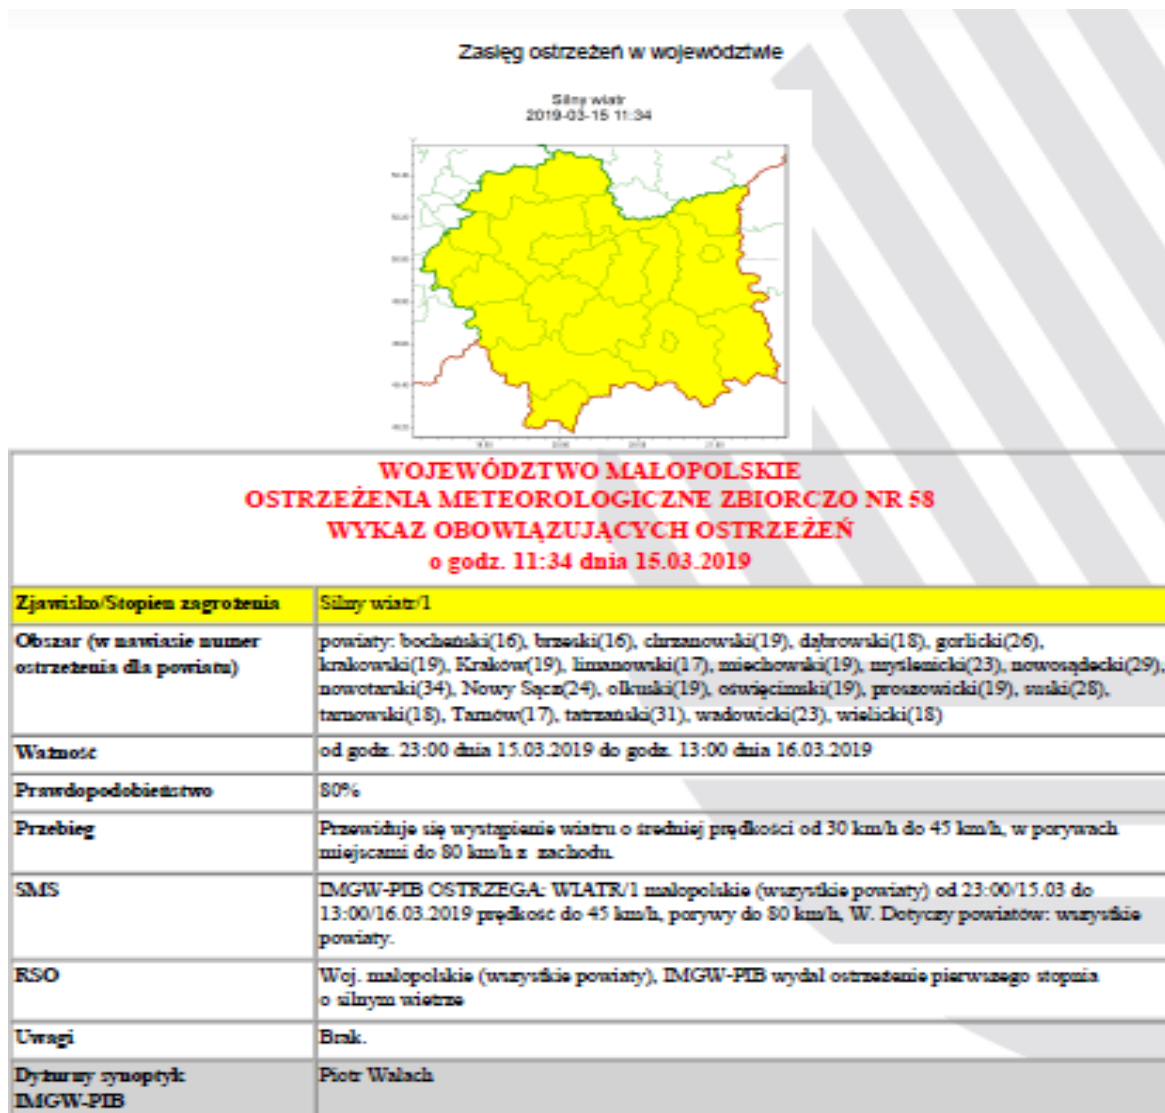 Zasięg ostrzeżeń w województwie
Silny wiatr
2019-03-15 11:34
WOJEWÓDZTWO MAŁOPOLSKIE
OSTRZEŻENIA METEOROLOGICZNE ZBIORCZO NR 58
WYKAZ OBOWIĄZUJĄCYCH OSTRZEŻEŃ
o godz. 11:34 dnia 15.03.2019
Zjawisko/Stopien zagrożenia
Silny wiatr/1
Obszar (w nawiasie numer
ostrzeżenia dla powiatu)
powiaty: bocheński(16), brzeski(16), chrzanowski(19), dąbrowski(18), gorlicki(26),
krakowski(19), Kraków(19), limanowski(17), miechowski(19), myślenicki(23), nowosądecki(29),
nowotarski(34), Nowy Sącz(24), olkuski(19), oświęcimski(19), proszowicki(19), suski(28),
tarnowski(18), Tarnów(17), tatrzański(31), wadowicki(23), wielicki(18)
Ważność
od godz. 23:00 dnia 15.03.2019 do godz. 13:00 dnia 16.03.2019
Prawdopodobieństwo
80%
Przebieg
Przewiduje się wystąpienie wiatru o średniej prędkości od 30 km/h do 45 km/h, w porywach
miejscami do 80 km/h z zachodu.
SMS
IMGW-PIB OSTRZEGA: WIATR/1 małopolskie (wszystkie powiaty) od 23:00/15.03 do
13:00/16.03.2019 prędkość do 45 km/h, porywy do 80 km/h, W. Dotyczy powiatów: wszystkie
powiaty.
RSO
Woj. małopolskie (wszystkie powiaty), IMGW-PIB wydał ostrzeżenie pierwszego stopnia
o silnym wietrze
Uwagi
Brak.
Dyżurny synoptyk
IMGW-PIB
Piotr Walach